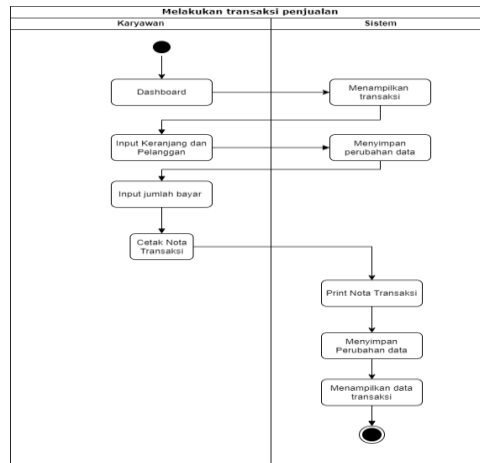 Melakukan transaksi penjualan
Karyawan
Sistem
Dashboard
Menampilkan
transaksi
Input Keranjang dan
Pelanggan
Menyimpan
perubahan data
Input jumlah bayar
Cetak Nota
Transaksi
Print Nota Transaksi
Menyimpan
Perubahan data
Menampilkan data
transaksi